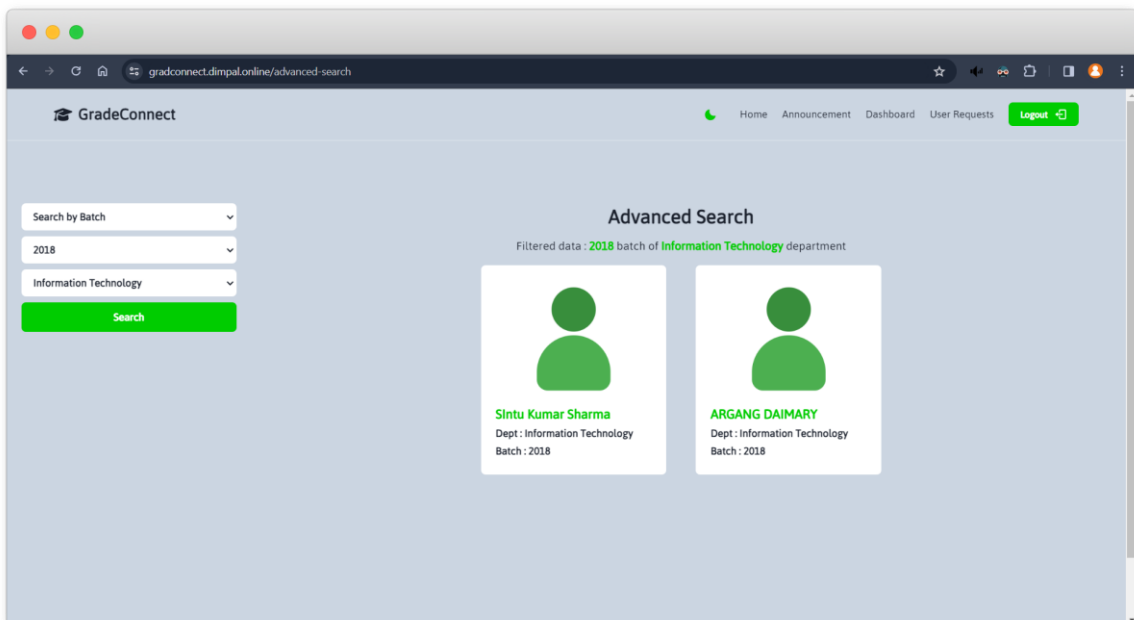 gradconnect.dimpal.online/advanced-search
GradeConnect
Home Announcement Dashboard User Requests Logout
Search by Batch
2018
Information Technology
Search
Advanced Search
Filtered data : 2018 batch of Information Technology department
SIntu Kumar Sharma
Dept : Information Technology
Batch : 2018
ARGANG DAIMARY
Dept : Information Technology
Batch : 2018